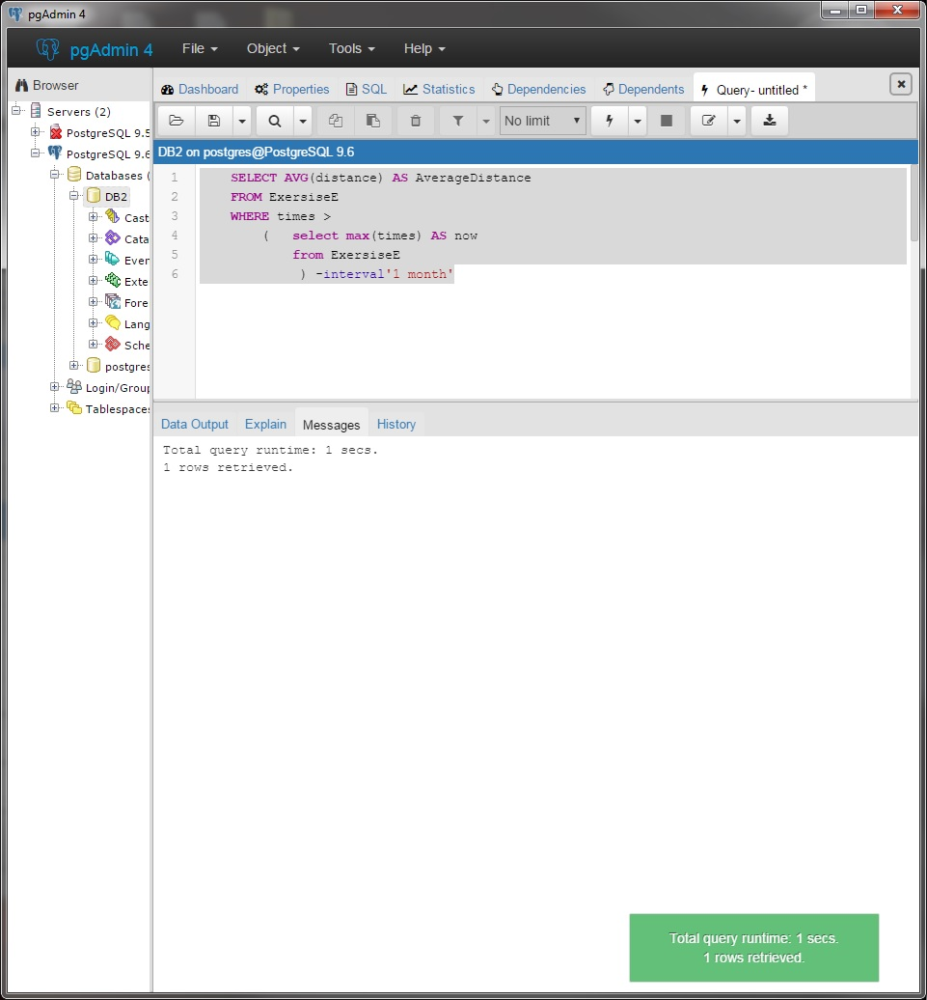 pgAdmin 4
pgAdmin 4 File Object Tools Help
Browser
Dashboard Properties SQL Statistics Dependencies Dependents Query- untitled *
Servers (2)
PostgreSQL 9.5
PostgreSQL 9.6
Databases (
DB2
Cast
Cata
Even
Exte
Fore
Lang
Sche
postgres
Login/Group
Tablespaces
No limit
DB2 on postgres@PostgreSQL 9.6
1 SELECT AVG(distance) AS AverageDistance
2 FROM ExersiseE
3 WHERE times >
4 ( select max(times) AS now
5 from ExersiseE
6 ) -interval'1 month'
Data Output Explain Messages History
Total query runtime: 1 secs.
1 rows retrieved.
Total query runtime: 1 secs.
1 rows retrieved.